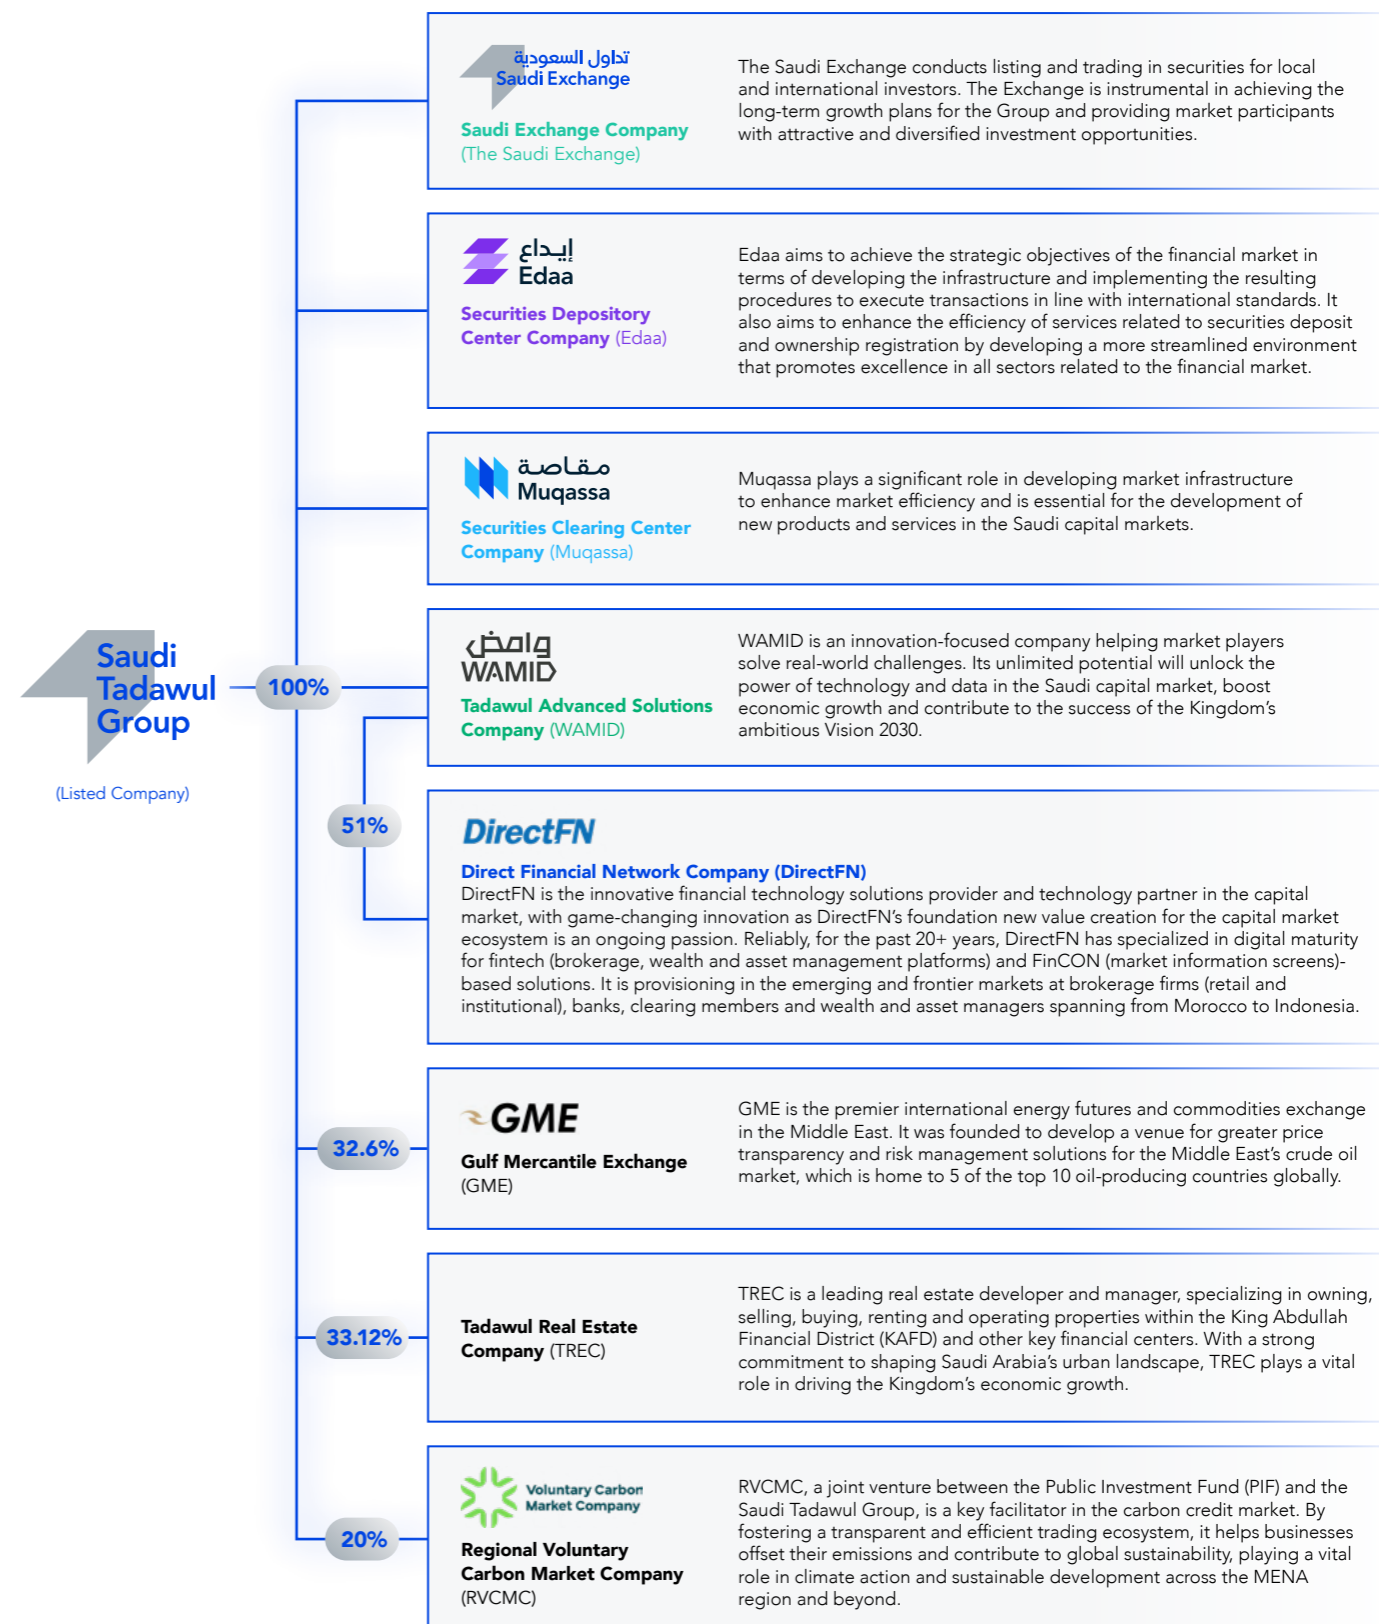 تداول السعودية
Saudi Exchange
Saudi Exchange Company
(The Saudi Exchange)
The Saudi Exchange conducts listing and trading in securities for local
and international investors. The Exchange is instrumental in achieving the
long-term growth plans for the Group and providing market participants
with attractive and diversified investment opportunities.
إيداع
Edaa
Securities Depository
Center Company (Edaa)
Edaa aims to achieve the strategic objectives of the financial market in
terms of developing the infrastructure and implementing the resulting
procedures to execute transactions in line with international standards. It
also aims to enhance the efficiency of services related to securities deposit
and ownership registration by developing a more streamlined environment
that promotes excellence in all sectors related to the financial market.
مقاصة
Muqassa
Securities Clearing Center
Company (Muqassa)
Muqassa plays a significant role in developing market infrastructure
to enhance market efficiency and is essential for the development of
new products and services in the Saudi capital markets.
Saudi
Tadawul
Group
(Listed Company)
100%
وامض
WAMID
Tadawul Advanced Solutions
Company (WAMID)
WAMID is an innovation-focused company helping market players
solve real-world challenges. Its unlimited potential will unlock the
power of technology and data in the Saudi capital market, boost
economic growth and contribute to the success of the Kingdom's
ambitious Vision 2030.
51%
DirectFN
Direct Financial Network Company (DirectFN)
DirectFN is the innovative financial technology solutions provider and technology partner in the capital
market, with game-changing innovation as DirectFN's foundation new value creation for the capital market
ecosystem is an ongoing passion. Reliably, for the past 20+ years, DirectFN has specialized in digital maturity
for fintech (brokerage, wealth and asset management platforms) and FinCON (market information screens)-
based solutions. It is provisioning in the emerging and frontier markets at brokerage firms (retail and
institutional), banks, clearing members and wealth and asset managers spanning from Morocco to Indonesia.
32.6%
GME
Gulf Mercantile Exchange
(GME)
GME is the premier international energy futures and commodities exchange
in the Middle East. It was founded to develop a venue for greater price
transparency and risk management solutions for the Middle East's crude oil
market, which is home to 5 of the top 10 oil-producing countries globally.
33.12%
Tadawul Real Estate
Company (TREC)
TREC is a leading real estate developer and manager, specializing in owning,
selling, buying, renting and operating properties within the King Abdullah
Financial District (KAFD) and other key financial centers. With a strong
commitment to shaping Saudi Arabia's urban landscape, TREC plays a vital
role in driving the Kingdom's economic growth.
20%
Voluntary Carbon
Market Company
Regional Voluntary
Carbon Market Company
(RVCMC)
RVCMC, a joint venture between the Public Investment Fund (PIF) and the
Saudi Tadawul Group, is a key facilitator in the carbon credit market. By
fostering a transparent and efficient trading ecosystem, it helps businesses
offset their emissions and contribute to global sustainability, playing a vital
role in climate action and sustainable development across the MENA
region and beyond.